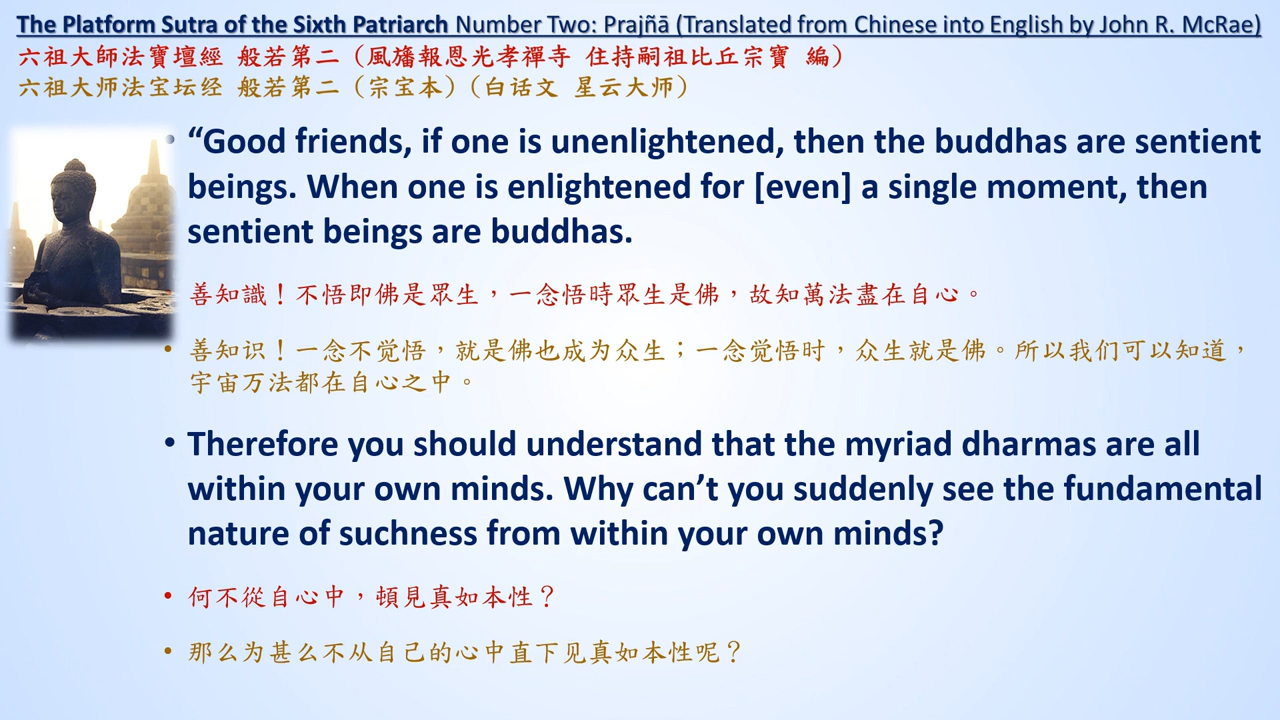 The Platform Sutra of the Sixth Patriarch Number Two: Prajñā (Translated from Chinese into English by John R. McRae)
六祖大師法寶壇經 般若第二（風旛報恩光孝禪寺 住持嗣祖比丘宗寶 編）
六祖大师法宝坛经 般若第二（宗宝本）（白话文 星云大师）
• “Good friends, if one is unenlightened, then the buddhas are sentient
beings. When one is enlightened for [even] a single moment, then
sentient beings are buddhas.
• 善知識！不悟即佛是眾生，一念悟時眾生是佛，故知萬法盡在自心。
• 善知识！一念不觉悟，就是佛也成为众生；一念觉悟时，众生就是佛。所以我们可以知道，
宇宙万法都在自心之中。
• Therefore you should understand that the myriad dharmas are all
within your own minds. Why can’t you suddenly see the fundamental
nature of suchness from within your own minds?
• 何不從自心中，頓見真如本性？
• 那么为甚么不从自己的心中直下见真如本性呢？